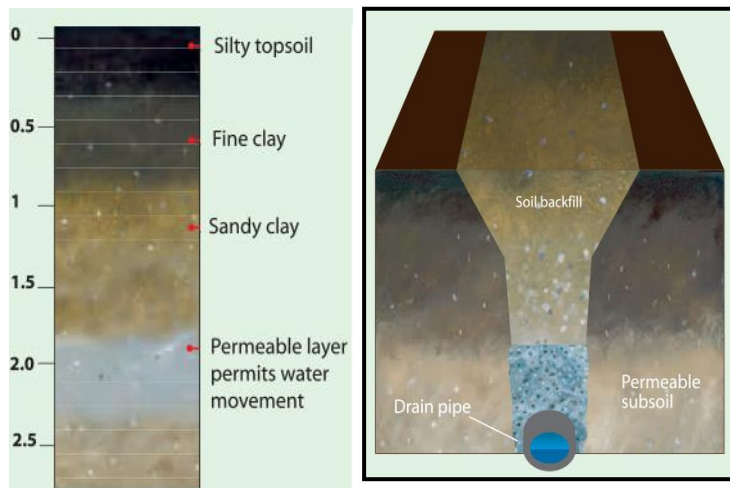 0
Silty topsoil
0.5
Fine clay
1
Sandy clay
1.5
Permeable layer
2.0
permits water
movement
2.5
Soil backfill
Permeable
subsoil
Drain pipe